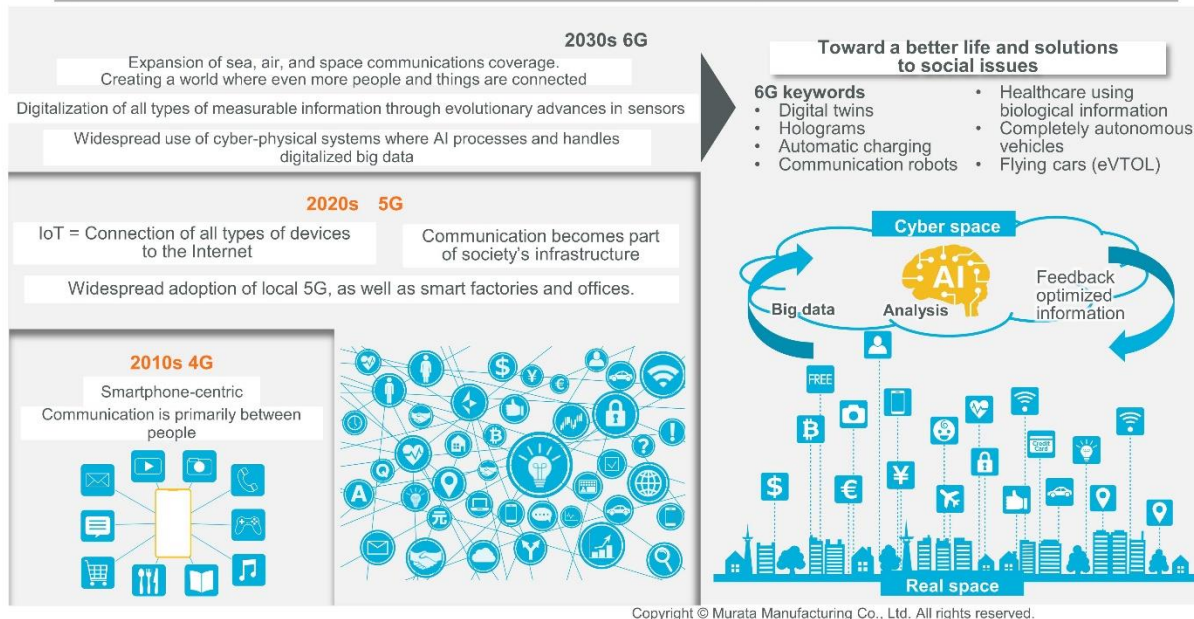 2030s 6G
Expansion of sea, air, and space communications coverage.
Creating a world where even more people and things are connected
Digitalization of all types of measurable information through evolutionary advances in sensors
Widespread use of cyber-physical systems where AI processes and handles
digitalized big data
2020s 5G
IoT = Connection of all types of devices
to the Internet
Communication becomes part
of society's infrastructure
Widespread adoption of local 5G, as well as smart factories and offices.
2010s 4G
Smartphone-centric
Communication is primarily between
people
$
¥
€
B
?
!
Q
A
元
Toward a better life and solutions
to social issues
6G keywords
• Digital twins
• Holograms
• Automatic charging
• Communication robots
• Healthcare using
biological information
• Completely autonomous
vehicles
• Flying cars (eVTOL)
Cyber space
AI
Big data
Analysis
Feedback
optimized
information
FREE
B
Credit
Card
$
€
¥
Real space
Copyright © Murata Manufacturing Co., Ltd. All rights reserved.